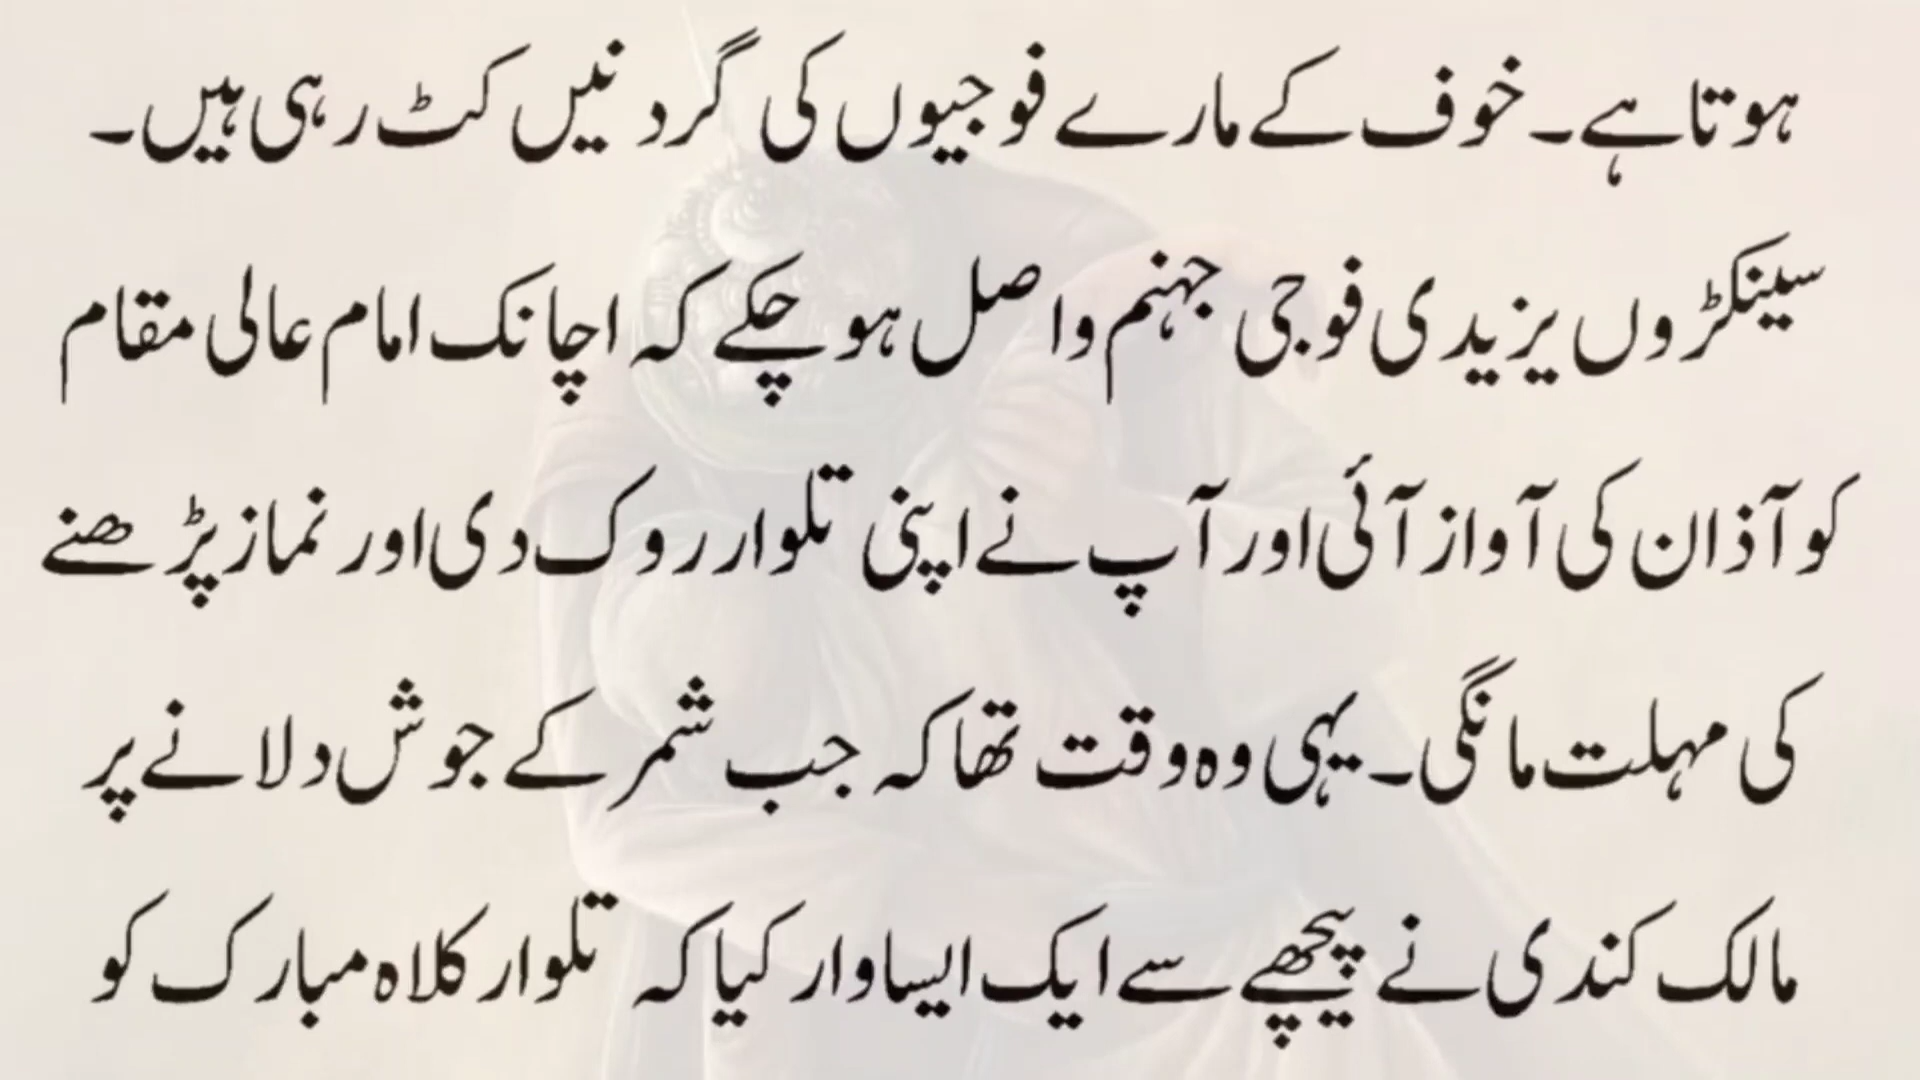 ہوتا ہے۔ خوف کے مارے فوجیوں کی گردنیں کٹ رہی ہیں۔
سینکڑوں یزیدی فوجی جہنم واصل ہو چکے کہ اچانک امام عالی مقام
کو آذان کی آواز آئی اور آپ نے اپنی تلوار روک دی اور نماز پڑھنے
کی مہلت مانگی۔ یہی وہ وقت تھا کہ جب شمر کے جوش دلانے پر
مالک کندی نے پیچھے سے ایک ایسا وار کیا کہ تلوار کلاہ مبارک کو